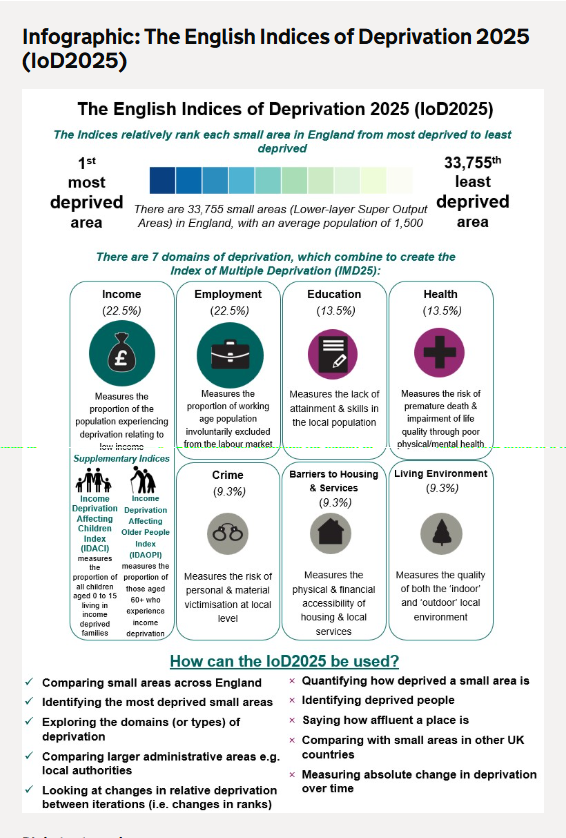 Infographic: The English Indices of Deprivation 2025
(IoD2025)
The English Indices of Deprivation 2025 (IoD2025)
The Indices relatively rank each small area in England from most deprived to least
deprived
1st
most
deprived
area
33,755th
least
deprived
area
There are 33,755 small areas (Lower-layer Super Output
Areas) in England, with an average population of 1,500
There are 7 domains of deprivation, which combine to create the
Index of Multiple Deprivation (IMD25):
Income
(22.5%)
£
Measures the
proportion of the
population experiencing
deprivation relating to
low income
Employment
(22.5%)
Measures the
proportion of working
age population
involuntarily excluded
from the labour market
Education
(13.5%)
Measures the lack of
attainment & skills in
the local population
Health
(13.5%)
Measures the risk of
premature death &
impairment of life
quality through poor
physical/mental health
Supplementary Indices
Income
Deprivation
Affecting
Children
Index
(IDACI)
measures
the
proportion of
all children
aged 0 to 15
living in
income
deprived
families
Income
Deprivation
Affecting
Older People
Index
(IDAOPI)
measures the
proportion of
those aged
60+ who
experience
income
deprivation
Crime
(9.3%)
Measures the risk of
personal & material
victimisation at local
level
Barriers to Housing
& Services
(9.3%)
Measures the
physical & financial
accessibility of
housing & local
services
Living Environment
(9.3%)
Measures the quality
of both the 'indoor'
and 'outdoor' local
environment
How can the IoD2025 be used?
✓ Comparing small areas across England
✓ Identifying the most deprived small areas
✓ Exploring the domains (or types) of
deprivation
✓ Comparing larger administrative areas e.g.
local authorities
✓ Looking at changes in relative deprivation
between iterations (i.e. changes in ranks)
× Quantifying how deprived a small area is
× Identifying deprived people
× Saying how affluent a place is
× Comparing with small areas in other UK
countries
× Measuring absolute change in deprivation
over time